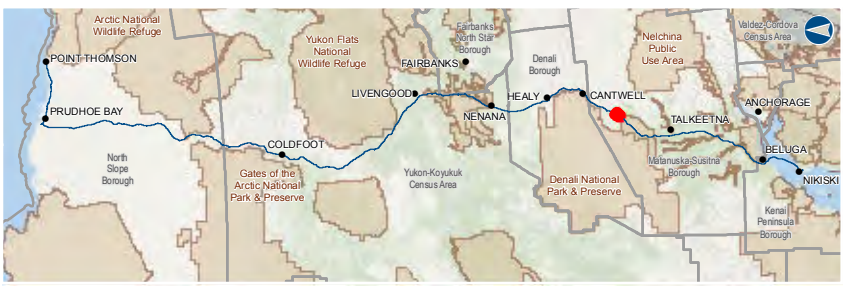 Arctic National
Wildlife Refuge
POINT THOMSON
PRUDHOE BAY
North
Slope
Borough
COLDFOOT
Gates of the
Arctic National
Park & Preserve
Yukon Flats
National
Wildlife Refuge
LIVENGOOD
FAIRBANKS
Fairbanks
North Star
Borough
NENANA
Yukon-Koyukuk
Census Area
Denali
Borough
HEALY
CANTWELL
Denali National
Park & Preserve
Nelchina
Public
Use Area
TALKEETNA
Matanuska-Susitna
Borough
Valdez-Cordova
Census Area
ANCHORAGE
BELUGA
NIKISKI
Kenai
Peninsula
Borough